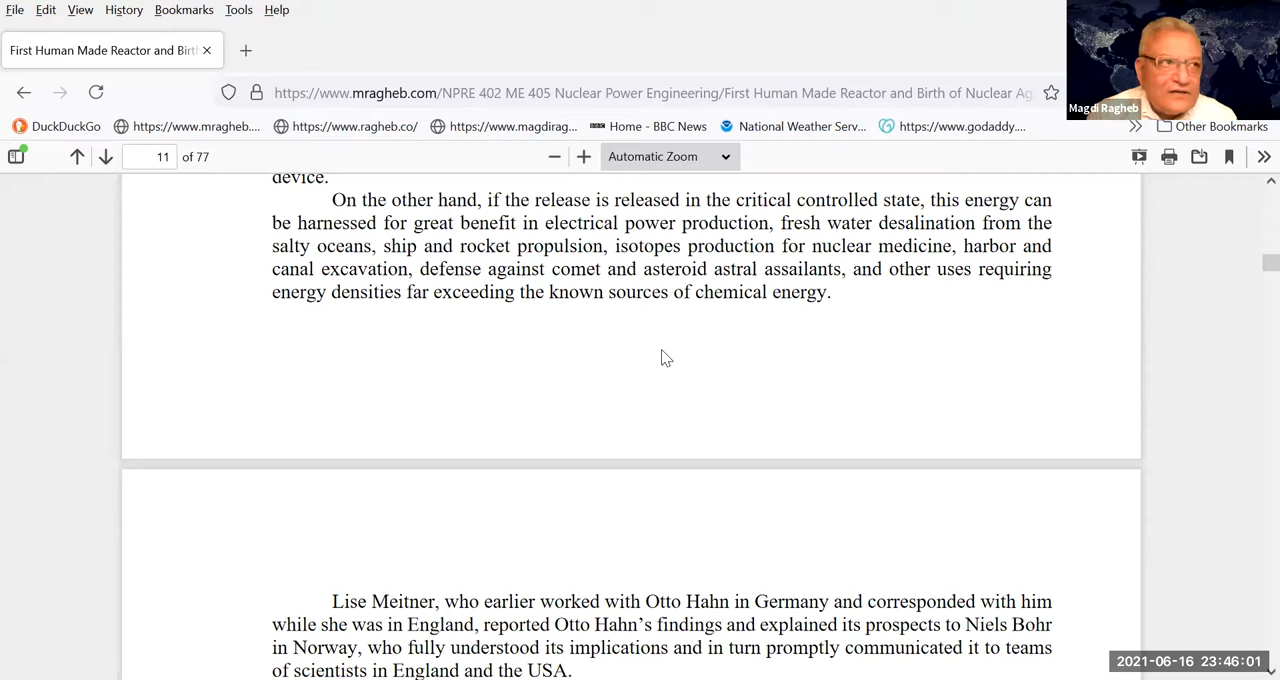 File Edit View History Bookmarks Tools Help
First Human Made Reactor and Birt
https://www.mragheb.com/NPRE 402 ME 405 Nuclear Power Engineering/First Human Made Reactor and Birth of Nuclear Ag
Magdi Ragheb
DuckDuckGo https://www.mragheb.... https://www.ragheb.co/ https://www.magdirag... Home - BBC News National Weather Serv... https://www.godaddy.... Other Bookmarks
11 of 77 Automatic Zoom
device.
On the other hand, if the release is released in the critical controlled state, this energy can
be harnessed for great benefit in electrical power production, fresh water desalination from the
salty oceans, ship and rocket propulsion, isotopes production for nuclear medicine, harbor and
canal excavation, defense against comet and asteroid astral assailants, and other uses requiring
energy densities far exceeding the known sources of chemical energy.
Lise Meitner, who earlier worked with Otto Hahn in Germany and corresponded with him
while she was in England, reported Otto Hahn’s findings and explained its prospects to Niels Bohr
in Norway, who fully understood its implications and in turn promptly communicated it to teams
of scientists in England and the USA.
2021-06-16 23:46:01